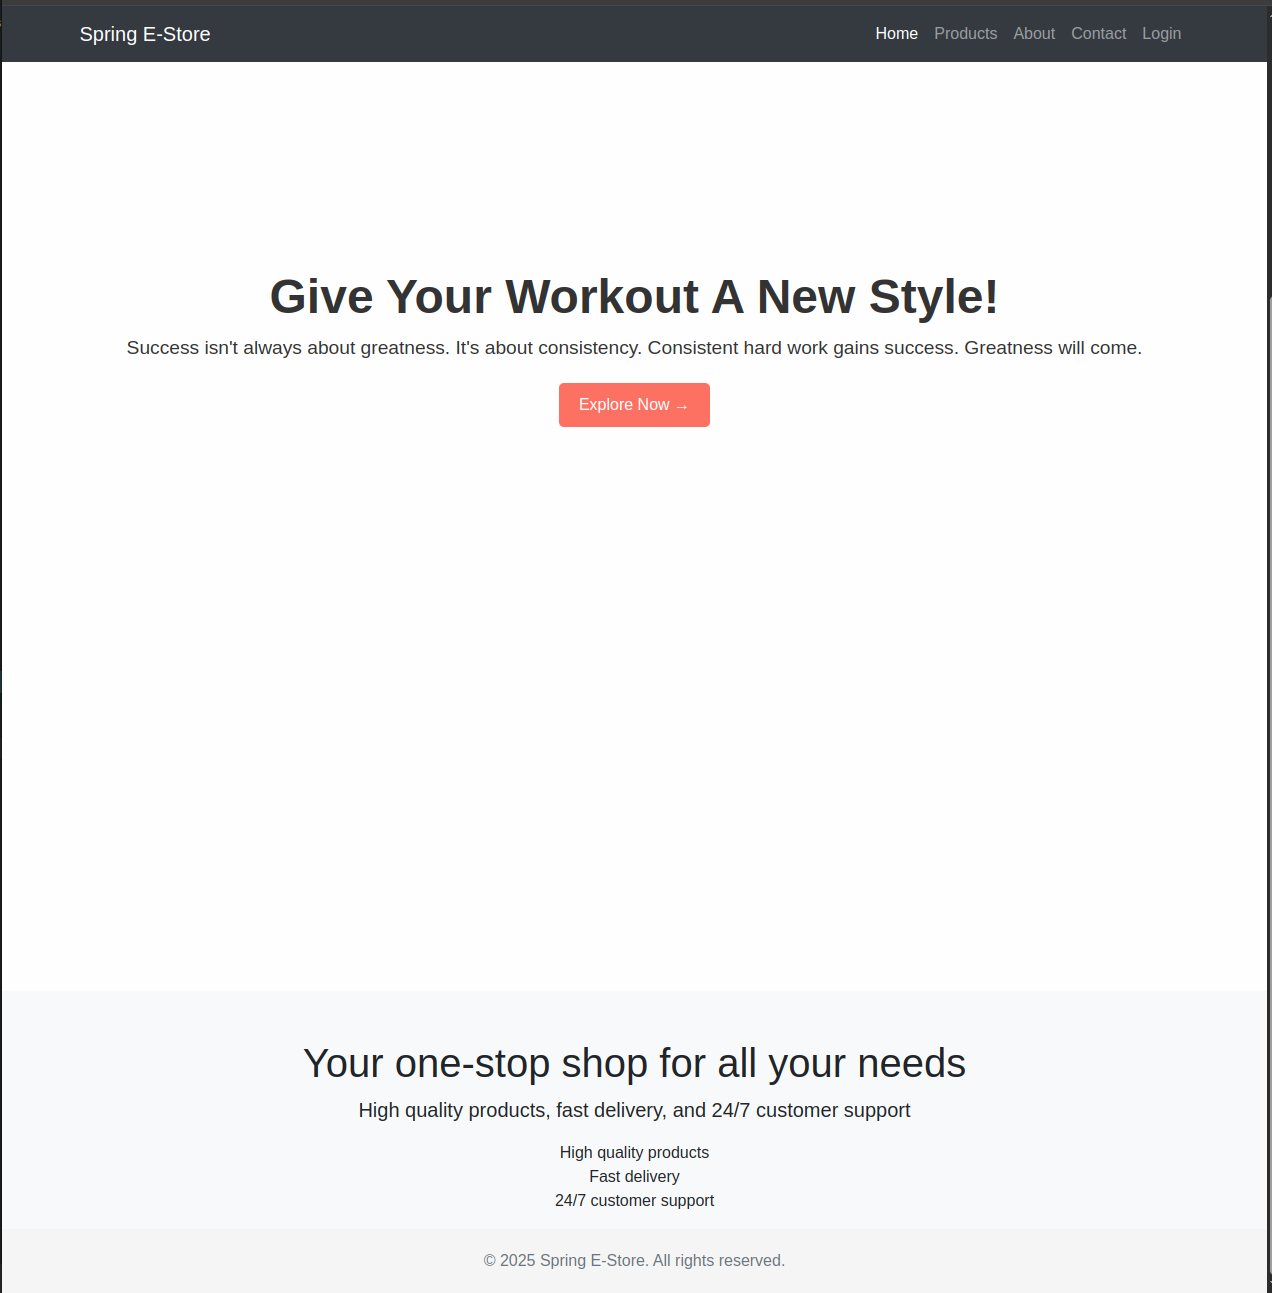 Spring E-Store
Home Products About Contact Login
Give Your Workout A New Style!
Success isn't always about greatness. It's about consistency. Consistent hard work gains success. Greatness will come.
Explore Now →
Your one-stop shop for all your needs
High quality products, fast delivery, and 24/7 customer support
High quality products
Fast delivery
24/7 customer support
© 2025 Spring E-Store. All rights reserved.